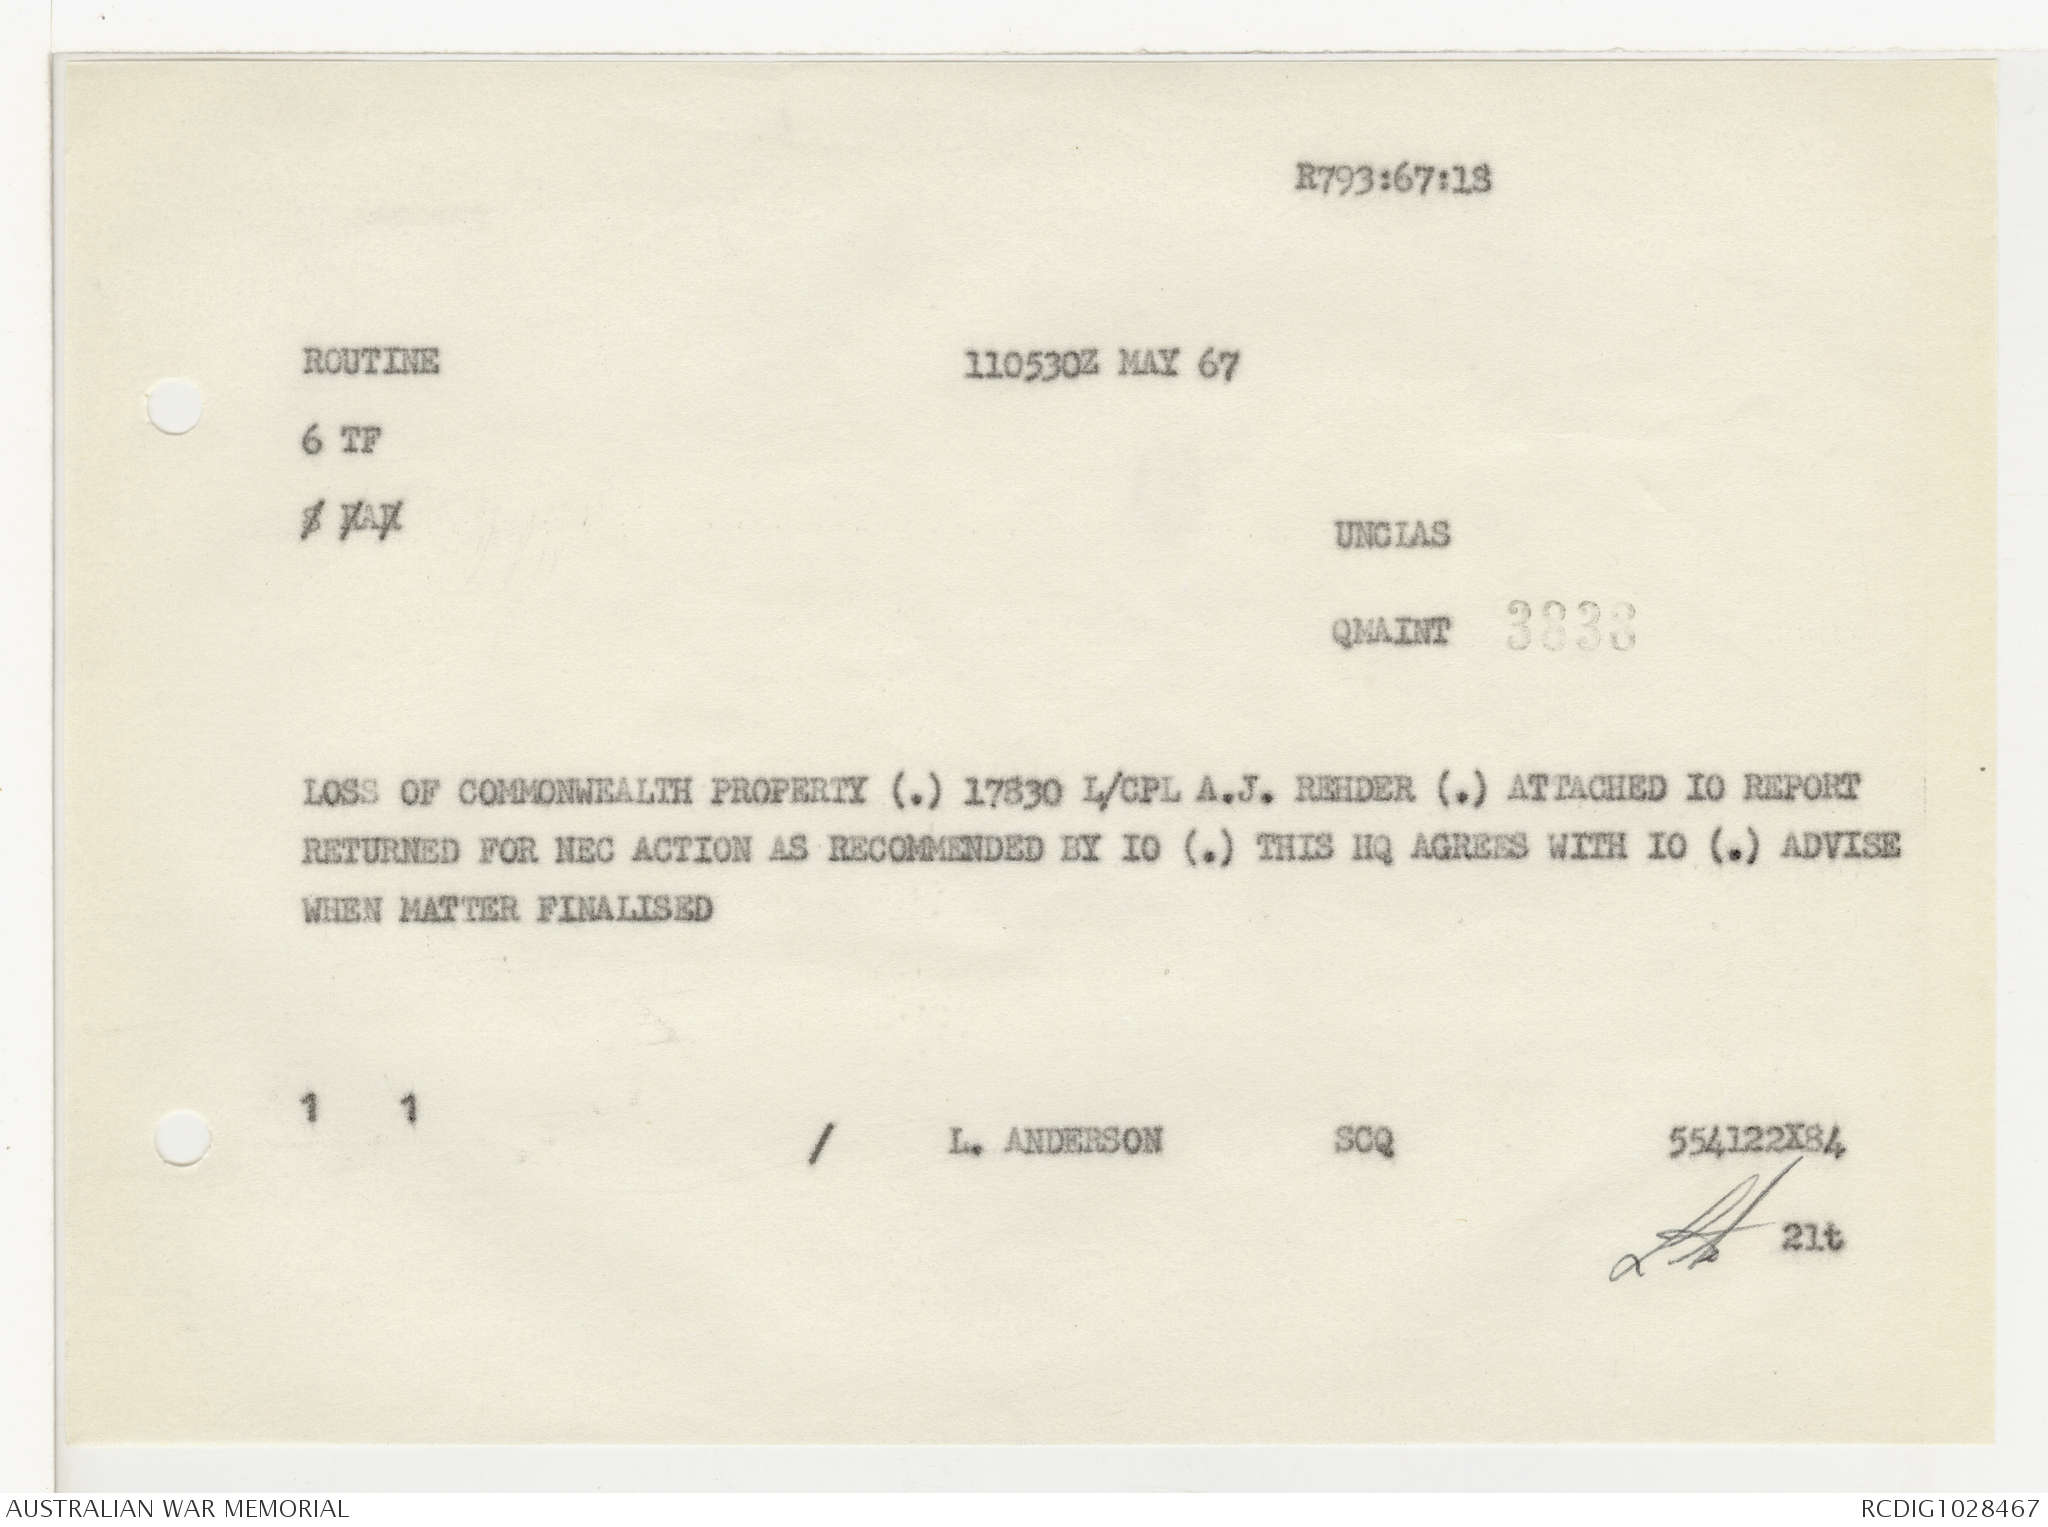 R793:67:1S
ROUTINE 110530Z MAY 67
6 TF
UNCLAS
QMAINT 3838
LOSS OF COMMONWEALTH PROPERTY (.) 17830 L/CPL A.J. REHDER (.) ATTACHED IO REPORT
RETURNED FOR NEC ACTION AS RECOMMENDED BY IO (.) THIS HQ AGREES WITH IO (.) ADVISE
WHEN MATTER FINALISED
1 1
/ L. ANDERSON SCQ 554122X84
2lt
AUSTRALIAN WAR MEMORIAL RCDIG1028467